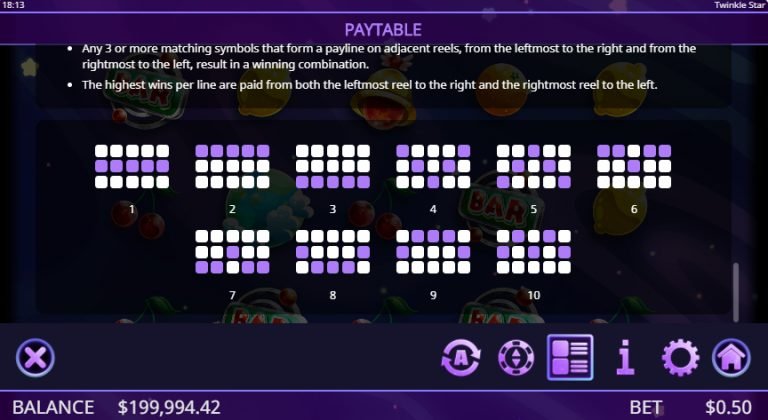 18:13 Twinkle Star
PAYTABLE
• Any 3 or more matching symbols that form a payline on adjacent reels, from the leftmost to the right and from the
rightmost to the left, result in a winning combination.
• The highest wins per line are paid from both the leftmost reel to the right and the rightmost reel to the left.
1 2 3 4 5 6
BAR
BAR
7 8 9 10
A
BALANCE $199,994.42 BET $0.50